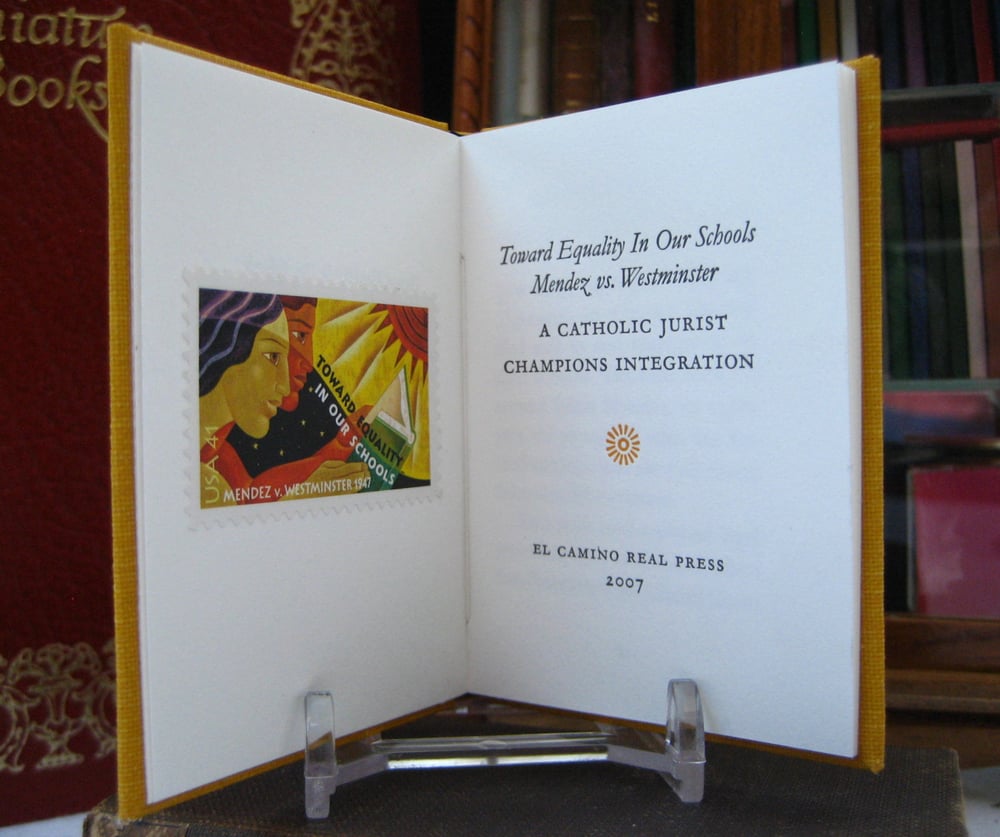 Books
TOWARD EQUALITY
IN OUR SCHOOLS
USA 41
MENDEZ v. WESTMINSTER 1947
Toward Equality In Our Schools
Mendez vs. Westminster
A CATHOLIC JURIST
CHAMPIONS INTEGRATION
EL CAMINO REAL PRESS
2007